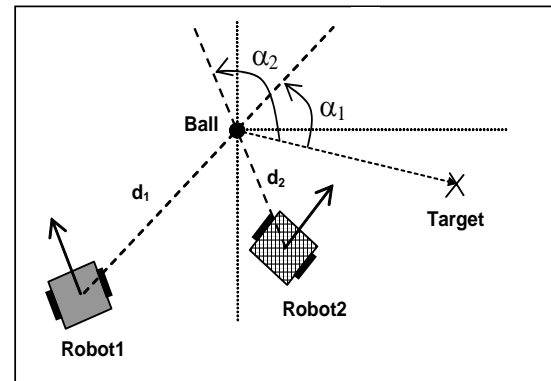 α₂
α₁
Ball
d₁
d₂
Target
Robot2
Robot1